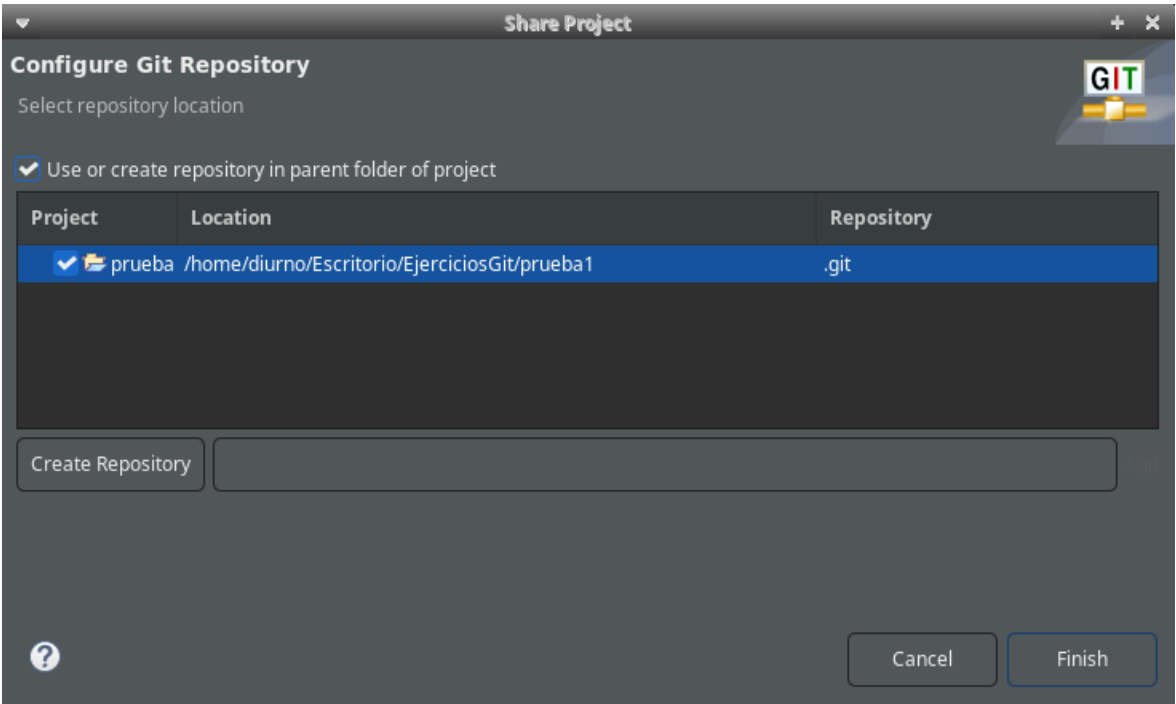 Share Project
Configure Git Repository
GIT
Select repository location
Use or create repository in parent folder of project
Project Location Repository
prueba /home/diurno/Escritorio/EjerciciosGit/prueba1 .git
Create Repository
Cancel Finish